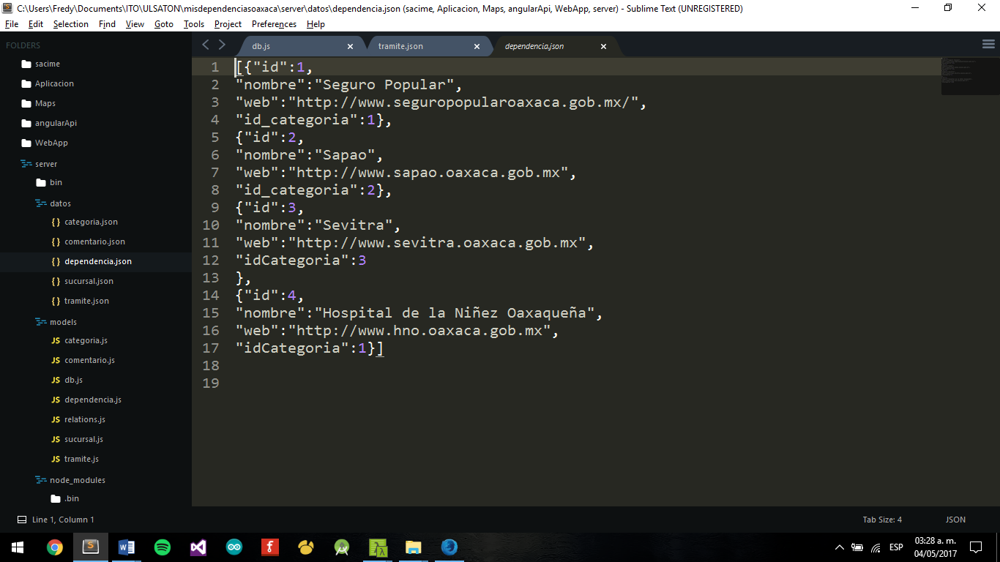 C:\Users\Fredy\Documents\ITO\ULSATON\misdependenciasoaxaca\server\datos\dependencia.json (sacime, Aplicacion, Maps, angularApi, WebApp, server) - Sublime Text (UNREGISTERED)
File Edit Selection Find View Goto Tools Project Preferences Help
FOLDERS
sacime
Aplicacion
Maps
angularApi
WebApp
server
bin
datos
{ } categoria.json
{ } comentario.json
{ } dependencia.json
{ } sucursal.json
{ } tramite.json
models
JS categoria.js
JS comentario.js
JS db.js
JS dependencia.js
JS relations.js
JS sucursal.js
JS tramite.js
node_modules
.bin
db.js tramite.json dependencia.json
1 [{"id":1,
2 "nombre":"Seguro Popular",
3 "web":"http://www.seguropopularoaxaca.gob.mx/",
4 "id_categoria":1},
5 {"id":2,
6 "nombre":"Sapao",
7 "web":"http://www.sapao.oaxaca.gob.mx",
8 "id_categoria":2},
9 {"id":3,
10 "nombre":"Sevitra",
11 "web":"http://www.sevitra.oaxaca.gob.mx",
12 "idCategoria":3
13 },
14 {"id":4,
15 "nombre":"Hospital de la Niñez Oaxaqueña",
16 "web":"http://www.hno.oaxaca.gob.mx",
17 "idCategoria":1}]
18
19
Line 1, Column 1 Tab Size: 4 JSON
ESP 03:28 a. m.
04/05/2017